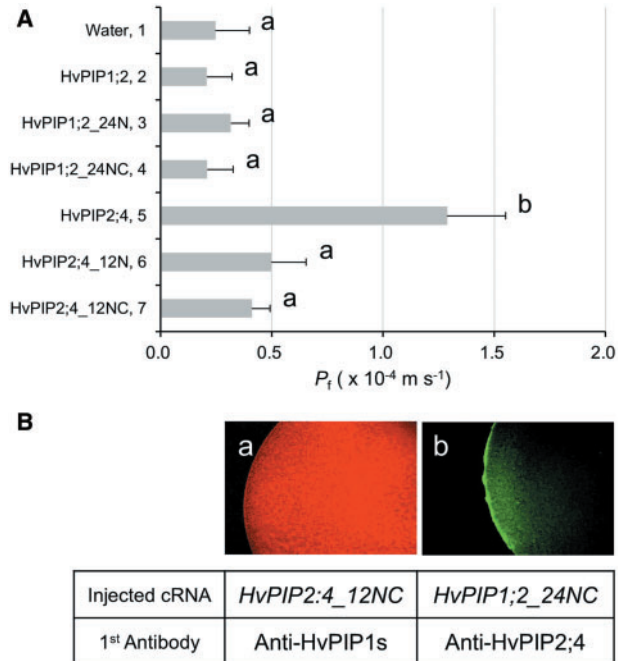 A
Water, 1
HvPIP1;2, 2
HvPIP1;2_24N, 3
HvPIP1;2_24NC, 4
HvPIP2;4, 5
HvPIP2;4_12N, 6
HvPIP2;4_12NC, 7
a
a
a
a
b
a
a
0.0 0.5 1.0 1.5 2.0
Pf ( x 10-4 m s-1)
B
a b
Injected cRNA HvPIP2:4_12NC HvPIP1;2_24NC
1st Antibody Anti-HvPIP1s Anti-HvPIP2;4